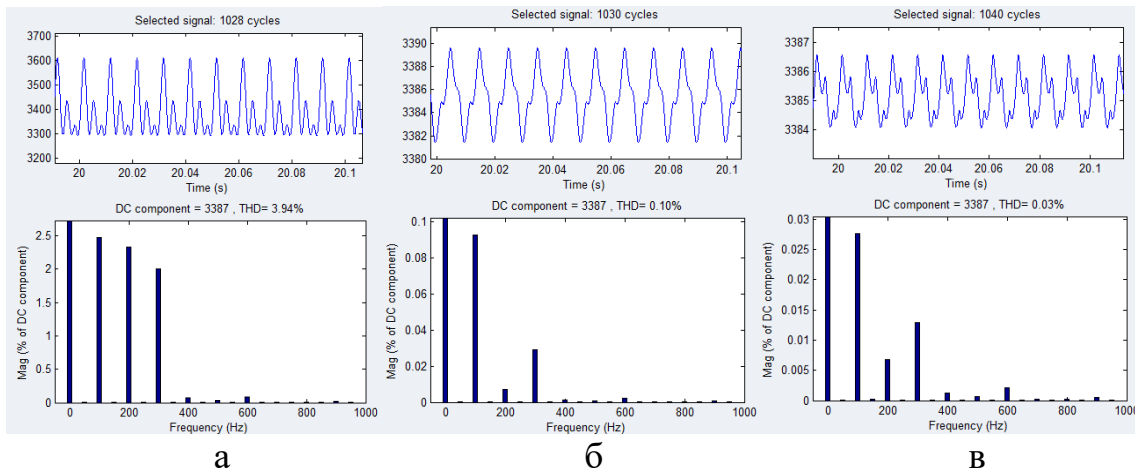 Selected signal: 1028 cycles
3700
3600
3500
3400
3300
3200
20 20.02 20.04 20.06 20.08 20.1
Time (s)
DC component = 3387 , THD= 3.94%
Mag (% of DC component)
2.5
2
1.5
1
0.5
0
0 200 400 600 800 1000
Frequency (Hz)
а
Selected signal: 1030 cycles
3390
3388
3386
3384
3382
3380
20 20.02 20.04 20.06 20.08 20.1
Time (s)
DC component = 3387 , THD= 0.10%
Mag (% of DC component)
0.1
0.08
0.06
0.04
0.02
0
0 200 400 600 800 1000
Frequency (Hz)
б
Selected signal: 1040 cycles
3387
3386
3385
3384
20 20.02 20.04 20.06 20.08 20.1
Time (s)
DC component = 3387 , THD= 0.03%
Mag (% of DC component)
0.03
0.025
0.02
0.015
0.01
0.005
0
0 200 400 600 800 1000
Frequency (Hz)
в